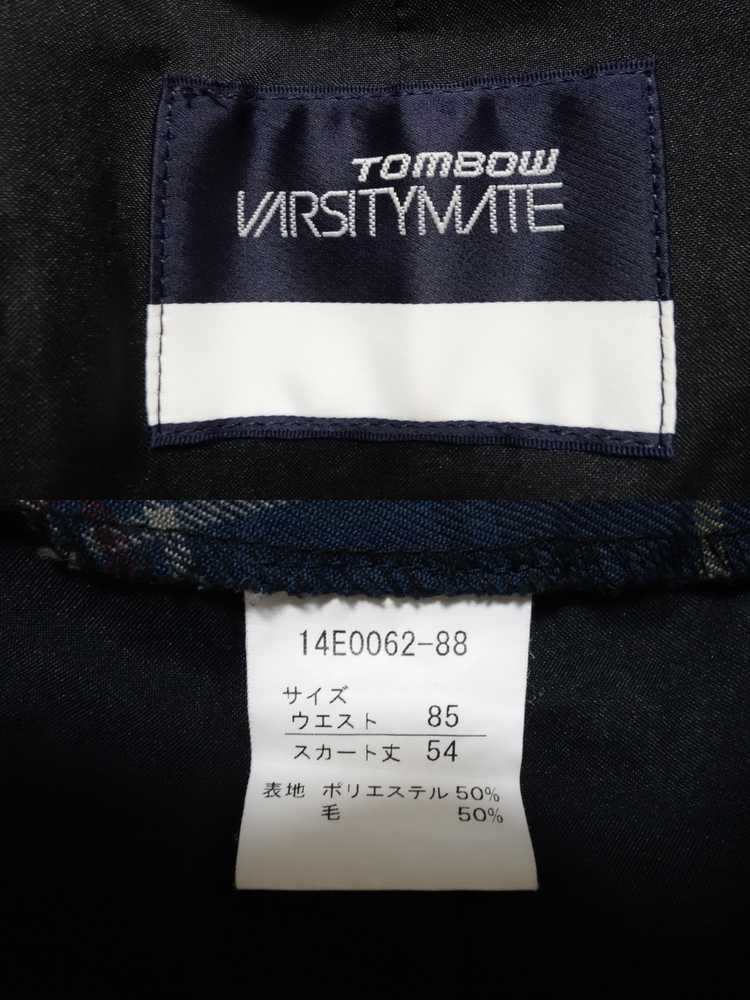 TOMBOW
VARSITYMATE
14E0062-88
サイズ
ウエスト 85
スカート丈 54
表地 ポリエステル 50%
毛 50%